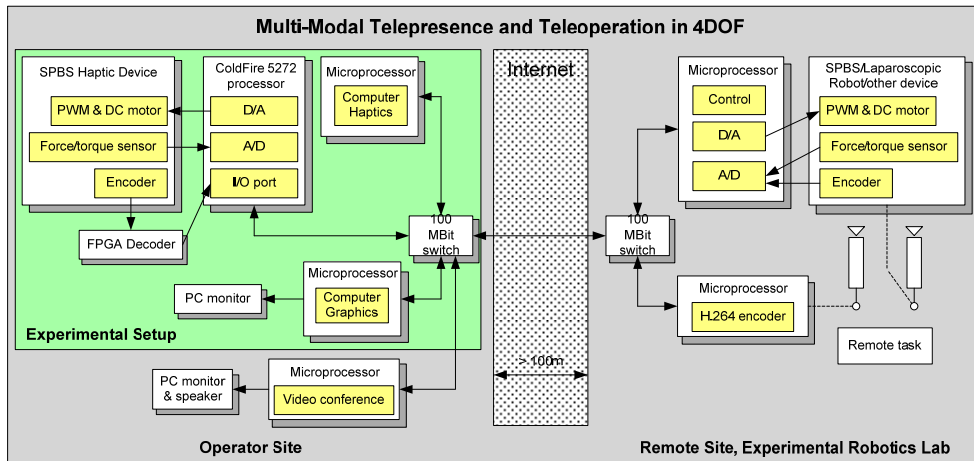 Multi-Modal Telepresence and Teleoperation in 4DOF
SPBS Haptic Device
PWM & DC motor
Force/torque sensor
Encoder
FPGA Decoder
ColdFire 5272
processor
D/A
A/D
I/O port
Microprocessor
Computer
Haptics
100
MBit
switch
PC monitor
Microprocessor
Computer
Graphics
Experimental Setup
PC monitor
& speaker
Microprocessor
Video conference
Operator Site
Internet
> 100m
100
MBit
switch
Microprocessor
Control
D/A
A/D
SPBS/Laparoscopic
Robot/other device
PWM & DC motor
Force/torque sensor
Encoder
Microprocessor
H.264 encoder
Remote task
Remote Site, Experimental Robotics Lab